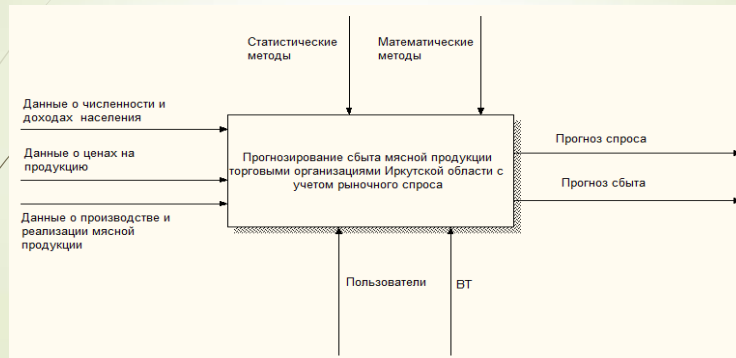 Статистические
методы
Математические
методы
Данные о численности и
доходах населения
Данные о ценах на
продукцию
Данные о производстве и
реализации мясной
продукции
Прогнозирование сбыта мясной продукции
торговыми организациями Иркутской области с
учетом рыночного спроса
Прогноз спроса
Прогноз сбыта
Пользователи
ВТ